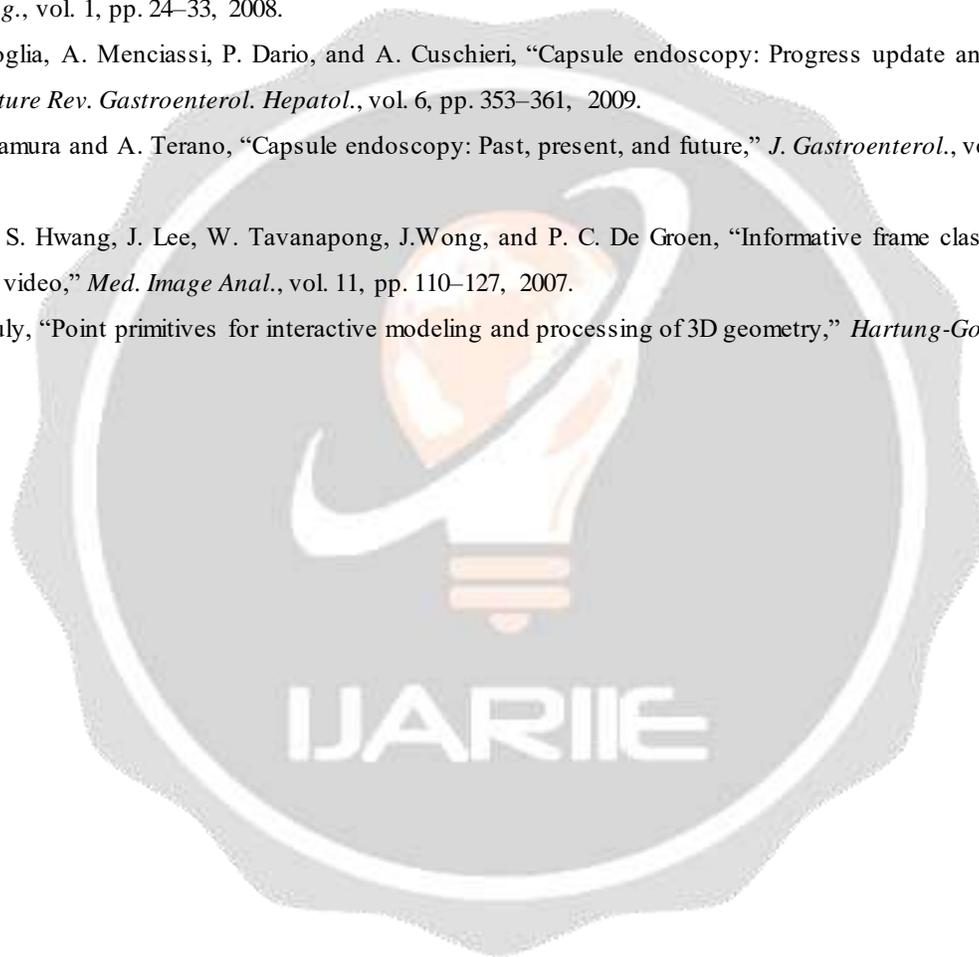 g., vol. 1, pp. 24–33, 2008.
oglia, A. Menciassi, P. Dario, and A. Cuschieri, “Capsule endoscopy: Progress update an
ture Rev. Gastroenterol. Hepatol., vol. 6, pp. 353–361, 2009.
amura and A. Terano, “Capsule endoscopy: Past, present, and future,” J. Gastroenterol., v
S. Hwang, J. Lee, W. Tavanapong, J.Wong, and P. C. De Groen, “Informative frame clas
video,” Med. Image Anal., vol. 11, pp. 110–127, 2007.
uly, “Point primitives for interactive modeling and processing of 3D geometry,” Hartung-Go
IJARIIE